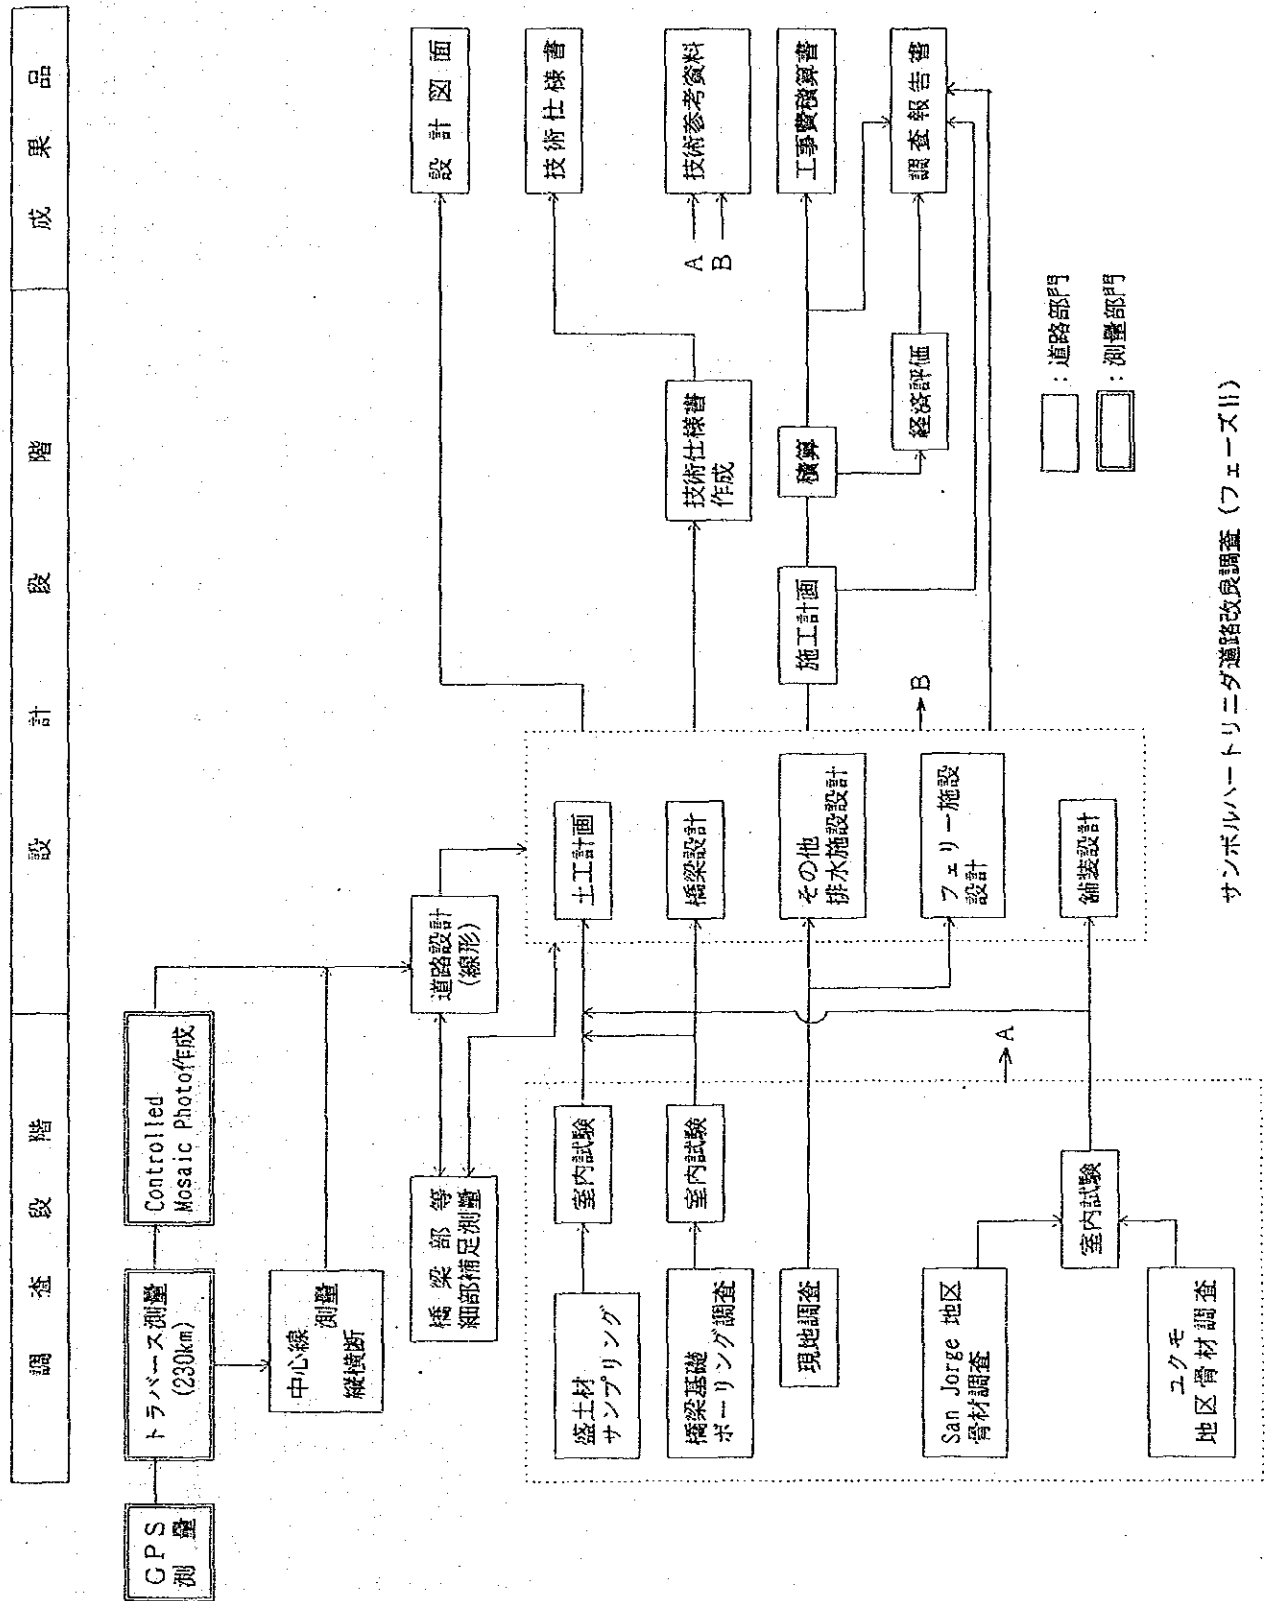 調査段階
設計段階
成果品
GPS
測量
トラバース測量
(230km)
Controlled
Mosaic Photo作成
中心線
測量
縦横断
橋梁部等
細部補足測量
道路設計
(線形)
盛土材
サンプリング
室内試験
橋梁基礎
ボーリング調査
室内試験
現地調査
San Jorge 地区
骨材調査
ユクモ
地区骨材調査
室内試験
A
土工計画
橋梁設計
その他
排水施設設計
フェリー施設
設計
舗装設計
B
技術仕様書
作成
施工計画
積算
経済評価
設計図面
技術仕様書
A
B
技術参考資料
工事費積算書
調査報告書
:道路部門
:測量部門
サンボルハートリニダ道路改良調査(フェーズII)